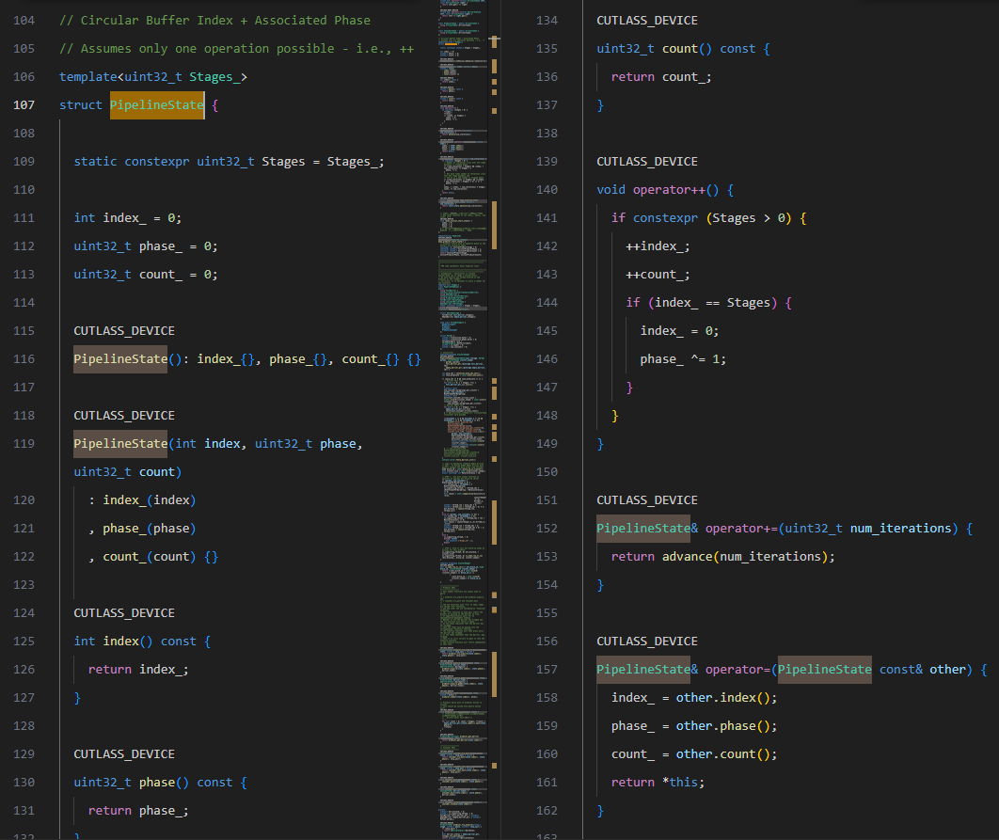 104 // Circular Buffer Index + Associated Phase
105 // Assumes only one operation possible - i.e., ++
106 template<uint32_t Stages_>
107 struct PipelineState {
108
109 static constexpr uint32_t Stages = Stages_;
110
111 int index_ = 0;
112 uint32_t phase_ = 0;
113 uint32_t count_ = 0;
114
115 CUTLASS_DEVICE
116 PipelineState(): index_{}, phase_{}, count_{} {}
117
118 CUTLASS_DEVICE
119 PipelineState(int index, uint32_t phase,
uint32_t count)
120 : index_(index)
121 , phase_(phase)
122 , count_(count) {}
123
124 CUTLASS_DEVICE
125 int index() const {
126 return index_;
127 }
128
129 CUTLASS_DEVICE
130 uint32_t phase() const {
131 return phase_;
132 }
134 CUTLASS_DEVICE
135 uint32_t count() const {
136 return count_;
137 }
138
139 CUTLASS_DEVICE
140 void operator++() {
141 if constexpr (Stages > 0) {
142 ++index_;
143 ++count_;
144 if (index_ == Stages) {
145 index_ = 0;
146 phase_ ^= 1;
147 }
148 }
149 }
150
151 CUTLASS_DEVICE
152 PipelineState& operator+=(uint32_t num_iterations) {
153 return advance(num_iterations);
154 }
155
156 CUTLASS_DEVICE
157 PipelineState& operator=(PipelineState const& other) {
158 index_ = other.index();
159 phase_ = other.phase();
160 count_ = other.count();
161 return *this;
162 }
163